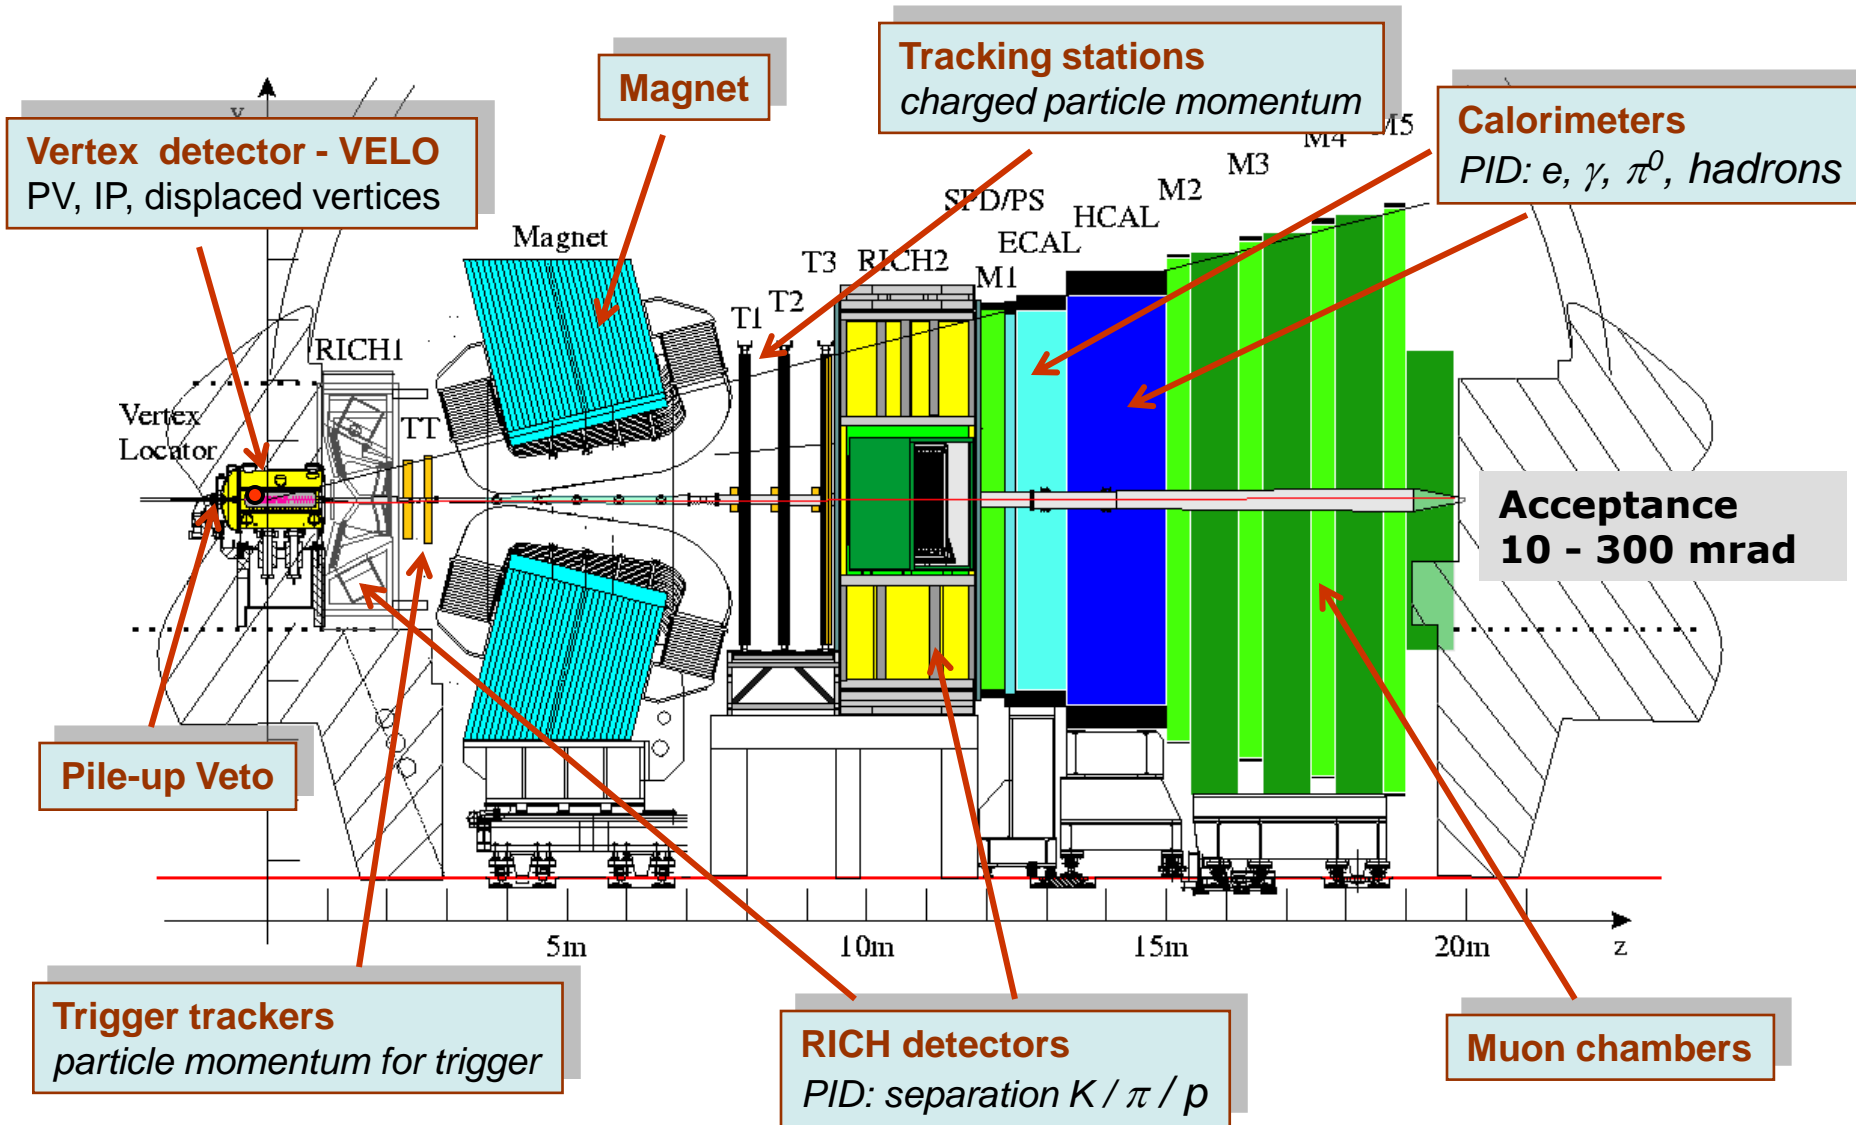 Magnet
Tracking stations
charged particle momentum
Vertex  detector - VELO
PV, IP, displaced vertices
Calorimeters
PID: e, γ, π⁰, hadrons
y
M5
M4
M3
M2
SPD/PS
HCAL
ECAL
Magnet
T3
RICH2
M1
T2
T1
RICH1
Vertex
Locator
TT
Acceptance
10 - 300 mrad
Pile-up Veto
5m
10m
15m
20m
z
Trigger trackers
particle momentum for trigger
RICH detectors
PID: separation K / π / p
Muon chambers